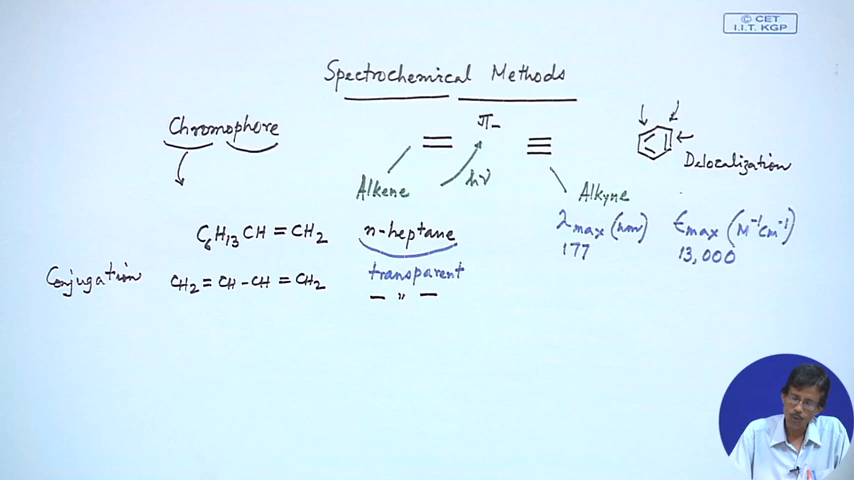 © CET
I.I.T. KGP
Spectrochemical Methods
Chromophore
π-
Delocalization
Alkene
hν
Alkyne
C6H13CH=CH2 n-heptane λmax (nm) εmax (M⁻¹cm⁻¹)
transparent 177 13,000
Conjugation CH2=CH-CH=CH2 — " —